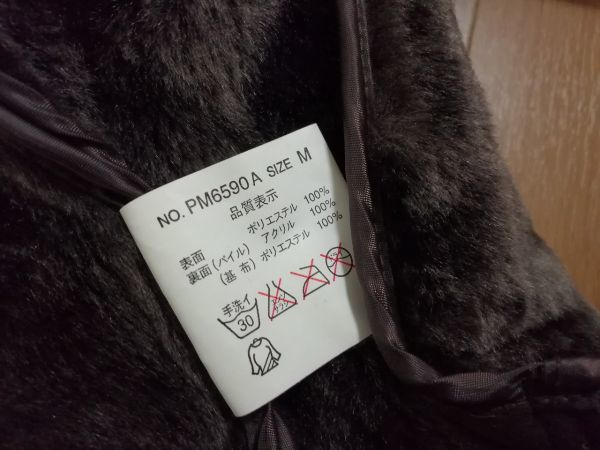 NO. PM6590A SIZE M
品質表示
表面 ポリエステル 100%
裏面 (パイル) アクリル 100%
(基布) ポリエステル 100%
手洗イ
30